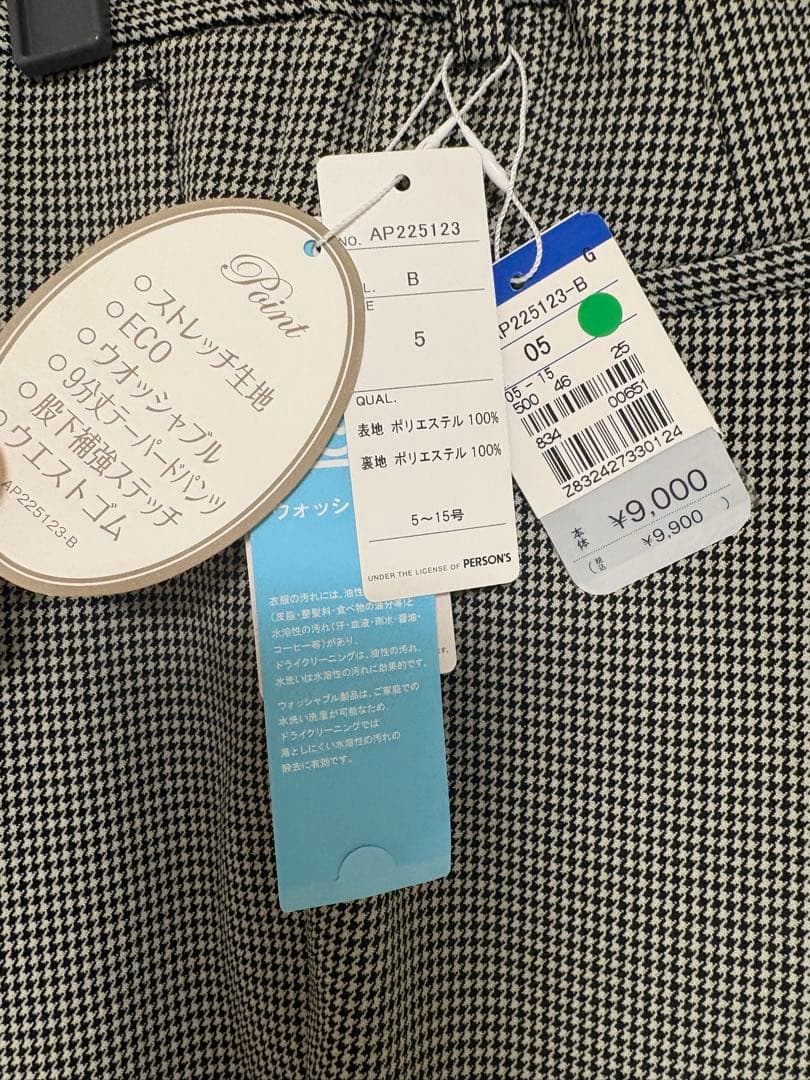 Point
○ストレッチ生地
○ECO
○ウオッシャブル
○9分丈テーパードパンツ
○股下補強ステッチ
○ウエストゴム
AP225123-B
NO. AP225123
L. B
E
5
QUAL.
表地 ポリエステル 100%
裏地 ポリエステル 100%
5〜15号
UNDER THE LICENSE OF PERSON'S
G
AP225123-B
05
05-15
500 46 25
834 00651
Z832427330124
本体 ¥9,000
(税込 ¥9,900 )
ウォッシ
衣服の汚れには、油性
(皮脂・整髪料・食べ物の油分等)と
水溶性の汚れ(汗・血液・雨水・醤油・
コーヒー等)があり、
ドライクリーニングは、油性の汚れ、
水洗いは水溶性の汚れに効果的です。
ウォッシャブル製品は、ご家庭での
水洗い洗濯が可能なため、
ドライクリーニングでは
落としにくい水溶性の汚れの
除去に有効です。
す。